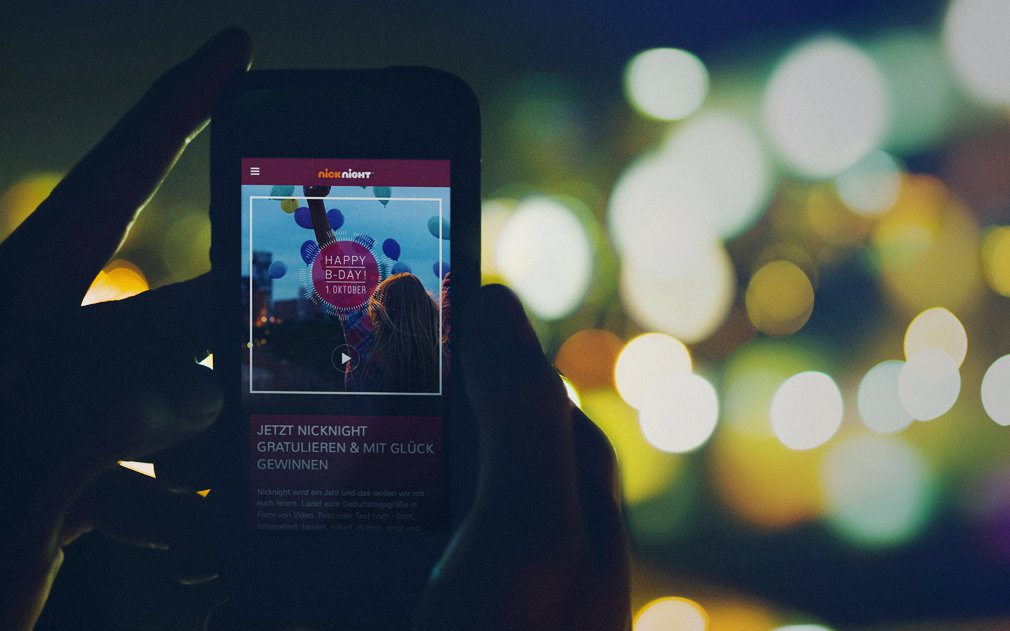 nicknight
HAPPY
B-DAY!
1. OKTOBER
JETZT NICKNIGHT
GRATULIEREN & MIT GLÜCK
GEWINNEN
Nicknight wird ein Jahr und das wollen wir mit
euch feiern. Ladet eure Geburtstagsgrüße in
Form von Video, Foto oder Text hoch - filmt,
fotografiert, bastelt, häkelt, dichtet, singt und